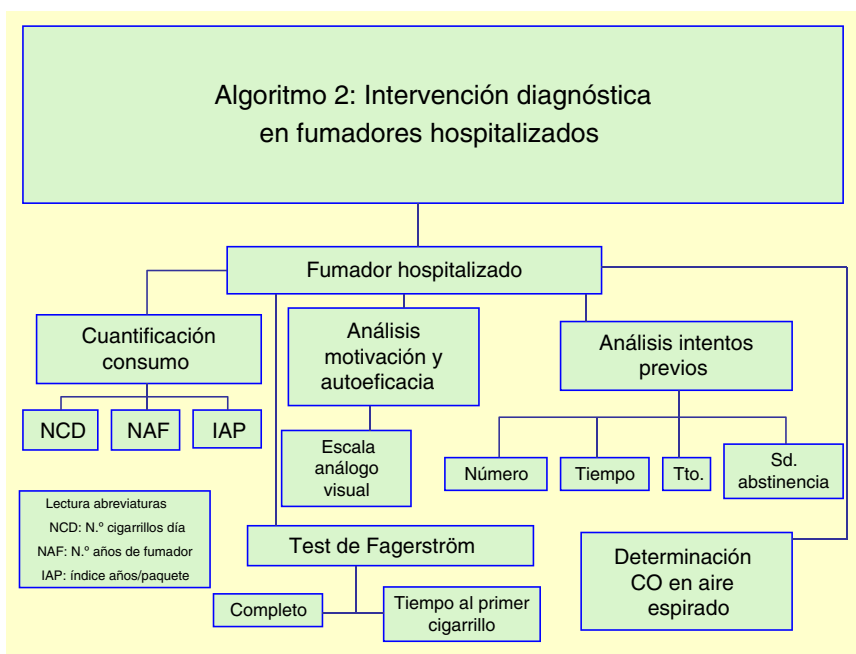 Algoritmo 2: Intervención diagnóstica
en fumadores hospitalizados
Fumador hospitalizado
Cuantificación
consumo
NCD
NAF
IAP
Análisis
motivación y
autoeficacia
Escala
análogo
visual
Análisis intentos
previos
Número
Tiempo
Tto.
Sd.
abstinencia
Lectura abreviaturas
NCD: N.º cigarrillos día
NAF: N.º años de fumador
IAP: índice años/paquete
Test de Fagerström
Completo
Tiempo al primer
cigarrillo
Determinación
CO en aire
espirado